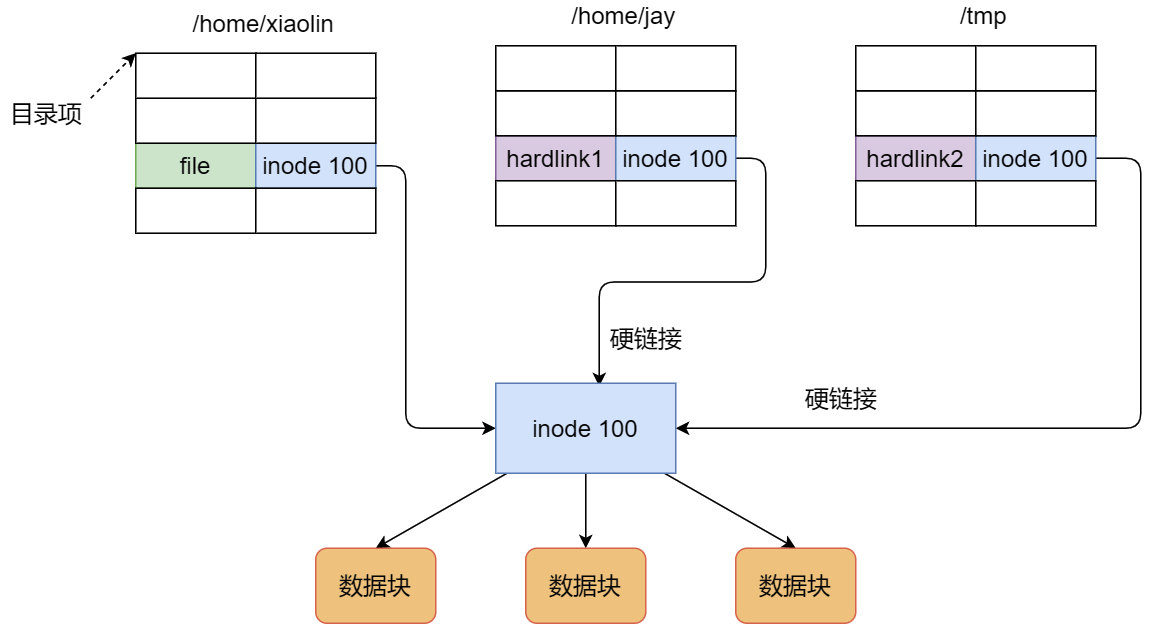 /home/xiaolin
/home/jay
/tmp
目录项
file
inode 100
hardlink1
inode 100
hardlink2
inode 100
硬链接
硬链接
inode 100
数据块
数据块
数据块